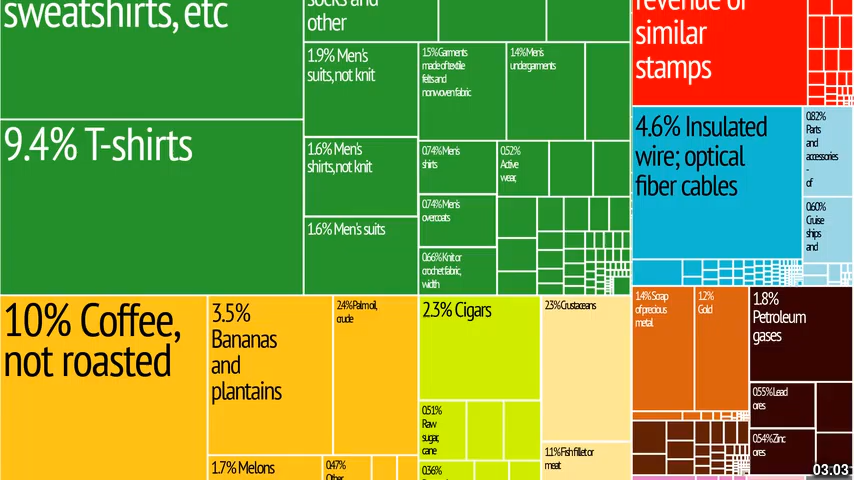 sweatshirts, etc
socks and
other
revenue or
similar
stamps
1.9% Men's
suits, not knit
1.5% Garments
made of textile
felts and
nonwoven fabric
1.4% Men's
undergarments
9.4% T-shirts
1.6% Men's
shirts, not knit
0.74% Men's
shirts
0.52%
Active
wear,
4.6% Insulated
wire; optical
fiber cables
0.82%
Parts
and
accessories
-
of
1.6% Men's suits
0.74% Men's
overcoats
0.66% Knit or
crochet fabric,
width
0.60%
Cruise
ships
and
10% Coffee,
not roasted
3.5%
Bananas
and
plantains
2.4% Palm oil,
crude
2.3% Cigars
2.3% Crustaceans
1.4% Scrap
of precious
metal
1.2%
Gold
1.8%
Petroleum
gases
0.55% Lead
ores
0.51%
Raw
sugar,
cane
0.54% Zinc
ores
1.7% Melons
0.47%
Other
0.36%
1.1% Fish fillet or
meat
03.03